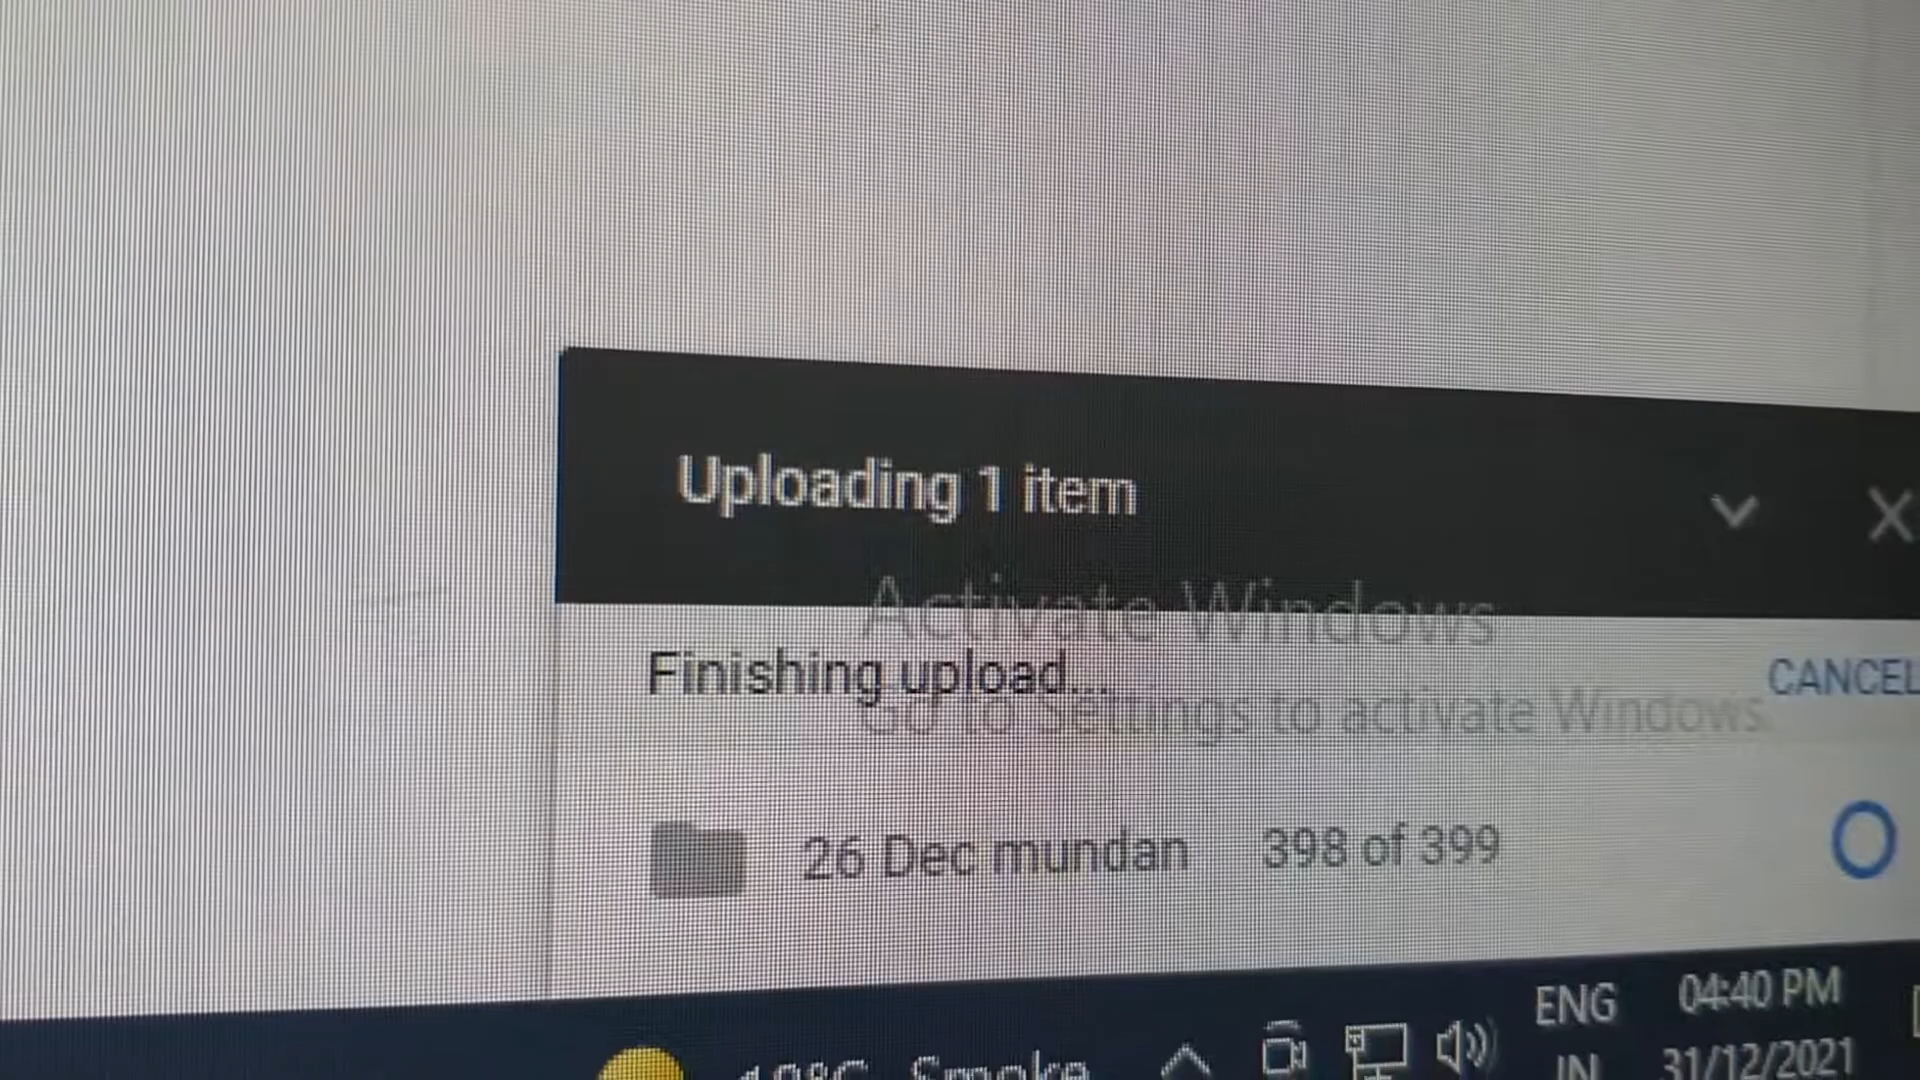 Uploading 1 item
Activate Windows
Finishing upload...
CANCEL
Go to Settings to activate Windows.
26 Dec mundan 398 of 399
ENG 04:40 PM
Smoke
IN 31/12/2021